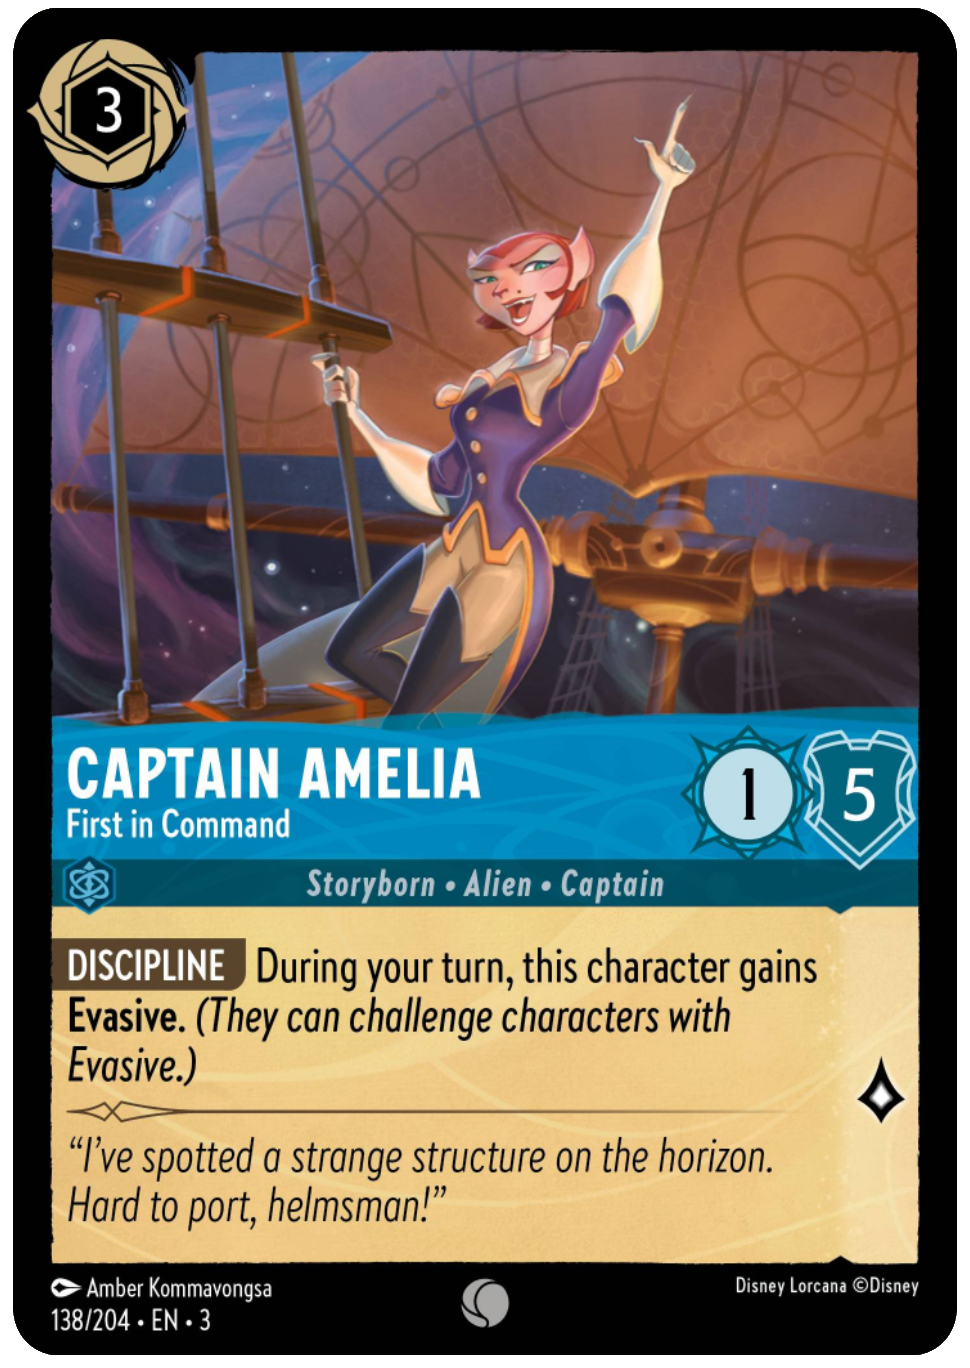 3
CAPTAIN AMELIA
First in Command
1
5
Storyborn • Alien • Captain
DISCIPLINE During your turn, this character gains
Evasive. (They can challenge characters with
Evasive.)
“I’ve spotted a strange structure on the horizon.
Hard to port, helmsman!”
Amber Kommavongsa
138/204 • EN • 3
Disney Lorcana ©Disney